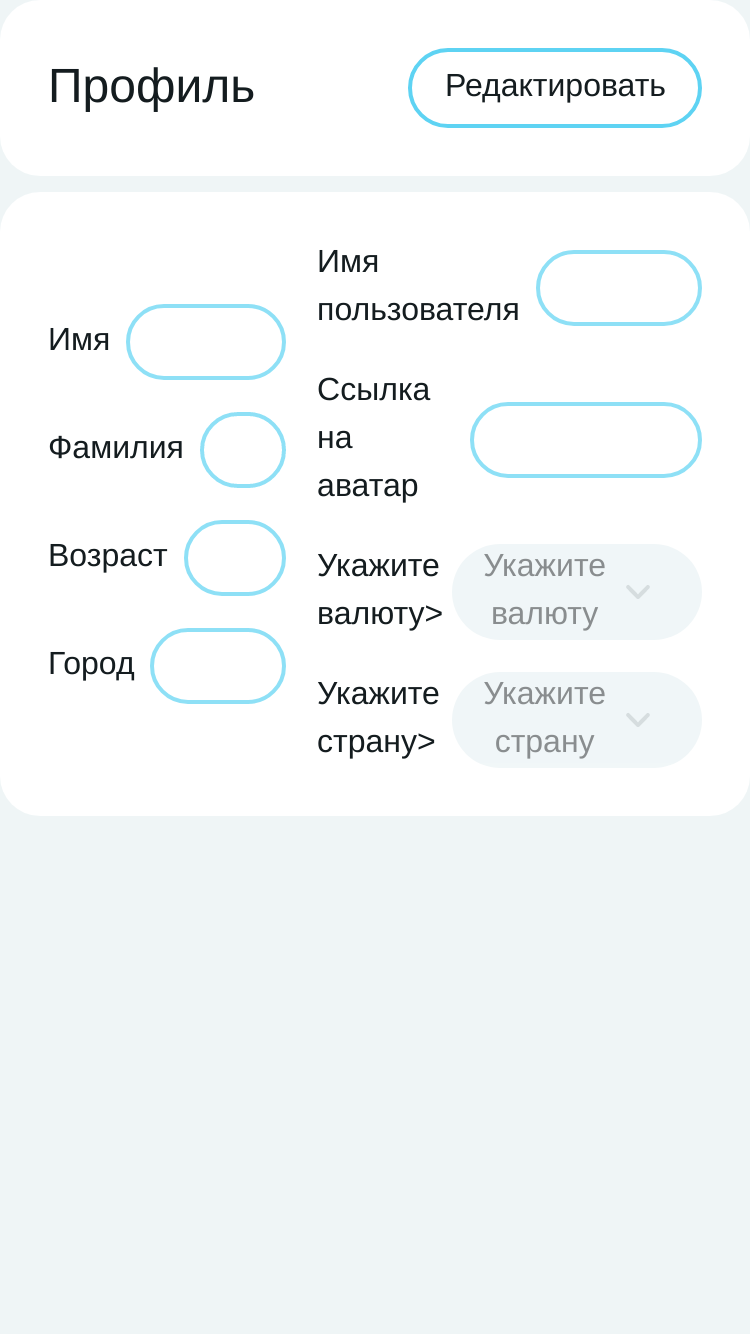 Профиль
Редактировать
Имя
Фамилия
Возраст
Город
Имя
пользователя
Ссылка
на
аватар
Укажите
валюту>
Укажите
валюту
Укажите
страну>
Укажите
страну